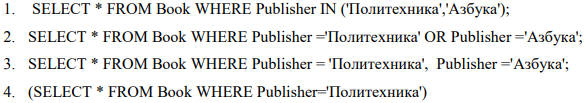 1. SELECT * FROM Book WHERE Publisher IN ('Политехника','Азбука');
2. SELECT * FROM Book WHERE Publisher ='Политехника' OR Publisher ='Азбука';
3. SELECT * FROM Book WHERE Publisher = 'Политехника', Publisher ='Азбука';
4. (SELECT * FROM Book WHERE Publisher='Политехника')